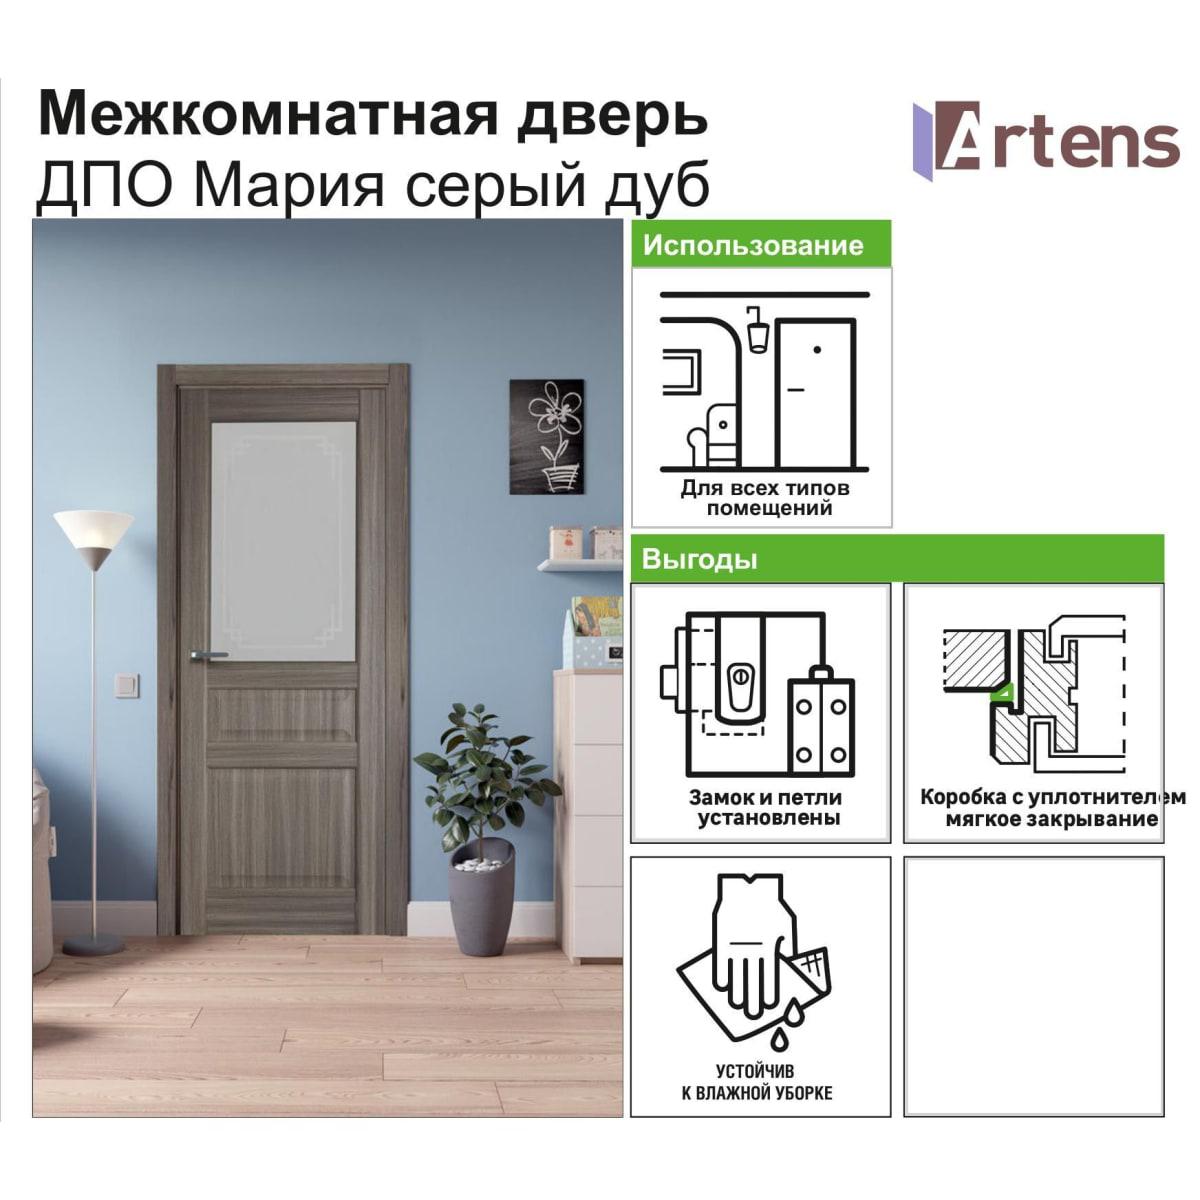 Межкомнатная дверь
ДПО Мария серый дуб
Artens
Использование
Для всех типов
помещений
Выгоды
Замок и петли
установлены
Коробка с уплотнителем
мягкое закрывание
УСТОЙЧИВ
К ВЛАЖНОЙ УБОРКЕ